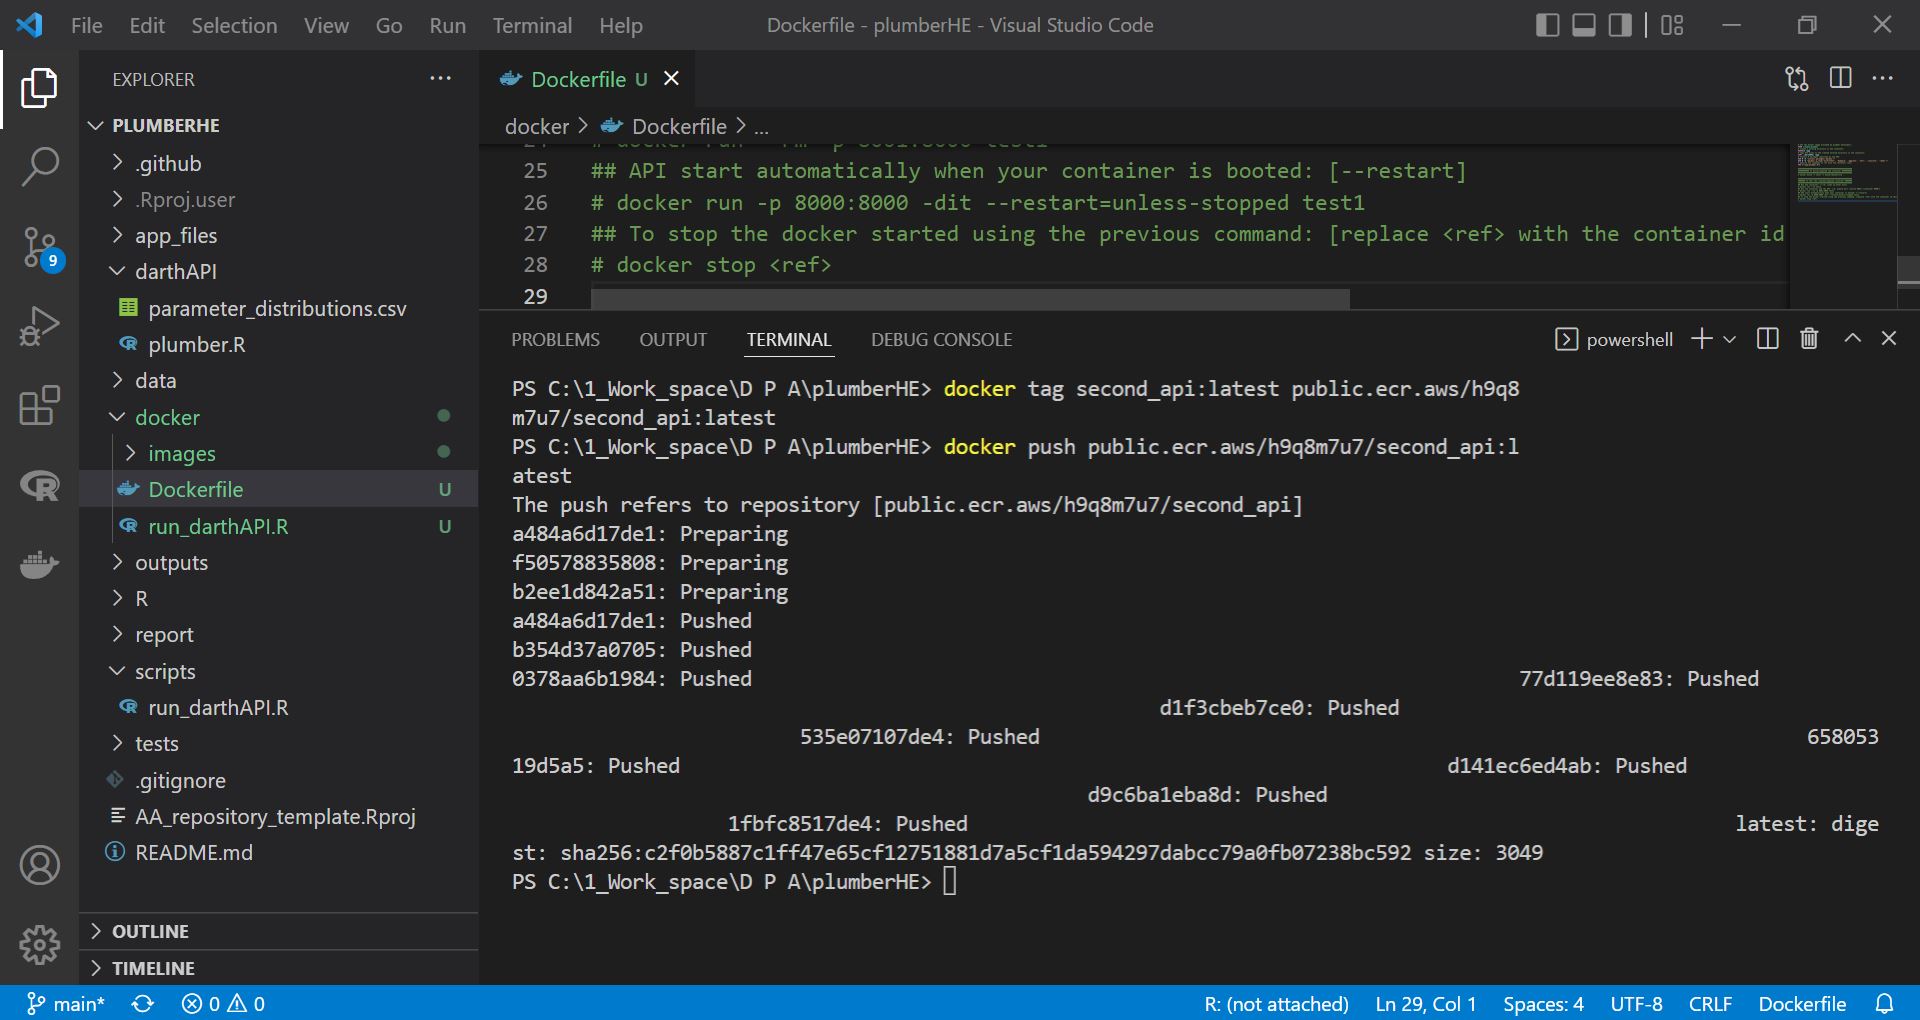 File Edit Selection View Go Run Terminal Help Dockerfile - plumberHE - Visual Studio Code
EXPLORER ...
PLUMBERHE
.github
.Rproj.user
app_files
darthAPI
parameter_distributions.csv
plumber.R
data
docker
images
Dockerfile U
run_darthAPI.R U
outputs
R
report
scripts
run_darthAPI.R
tests
.gitignore
AA_repository_template.Rproj
README.md
OUTLINE
TIMELINE
9
Dockerfile U
docker > Dockerfile > ...
25 ## API start automatically when your container is booted: [--restart]
26 # docker run -p 8000:8000 -dit --restart=unless-stopped test1
27 ## To stop the docker started using the previous command: [replace <ref> with the container id
28 # docker stop <ref>
29
PROBLEMS OUTPUT TERMINAL DEBUG CONSOLE powershell
PS C:\1_Work_space\D P A\plumberHE> docker tag second_api:latest public.ecr.aws/h9q8
m7u7/second_api:latest
PS C:\1_Work_space\D P A\plumberHE> docker push public.ecr.aws/h9q8m7u7/second_api:l
atest
The push refers to repository [public.ecr.aws/h9q8m7u7/second_api]
a484a6d17de1: Preparing
f50578835808: Preparing
b2ee1d842a51: Preparing
a484a6d17de1: Pushed
b354d37a0705: Pushed
0378aa6b1984: Pushed 77d119ee8e83: Pushed
d1f3cbeb7ce0: Pushed
535e07107de4: Pushed 658053
19d5a5: Pushed d141ec6ed4ab: Pushed
d9c6ba1eba8d: Pushed
1fbfc8517de4: Pushed latest: dige
st: sha256:c2f0b5887c1ff47e65cf12751881d7a5cf1da594297dabcc79a0fb07238bc592 size: 3049
PS C:\1_Work_space\D P A\plumberHE>
main* 0 0 R: (not attached) Ln 29, Col 1 Spaces: 4 UTF-8 CRLF Dockerfile